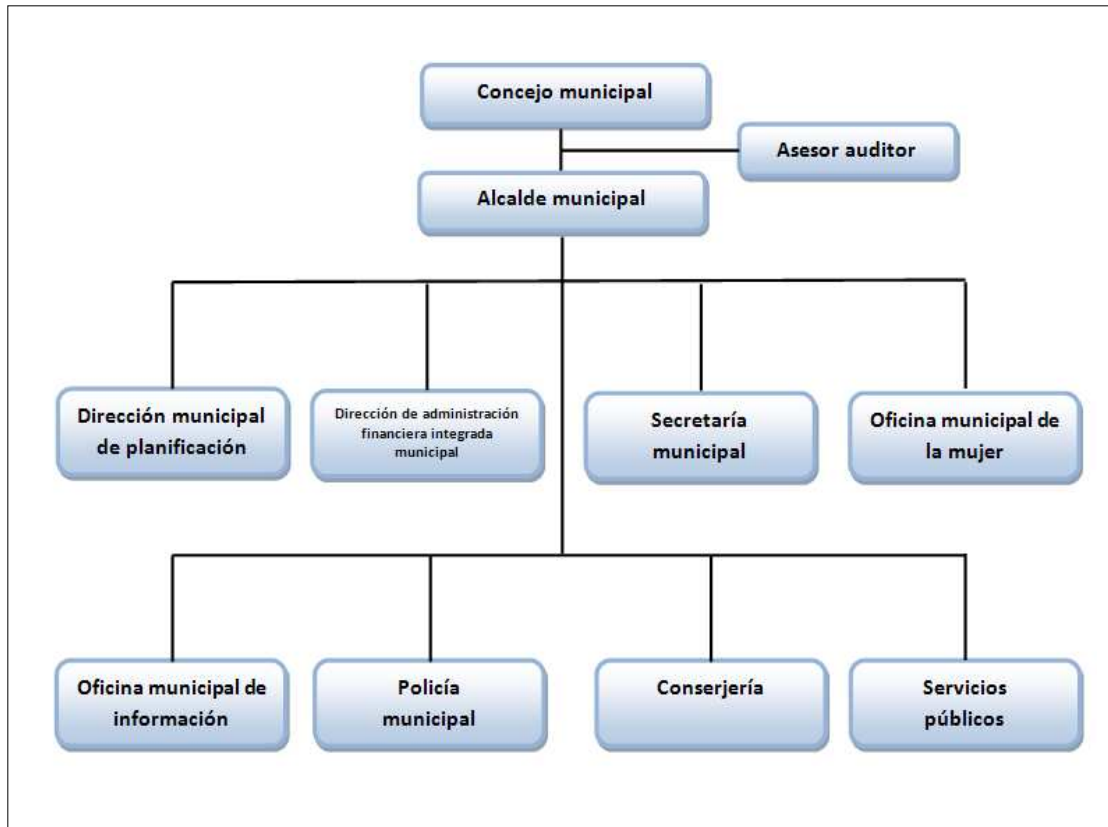 Concejo municipal
Asesor auditor
Alcalde municipal
Dirección municipal
de planificación
Dirección de administración
financiera integrada
municipal
Secretaría
municipal
Oficina municipal de
la mujer
Oficina municipal de
información
Policía
municipal
Conserjería
Servicios
públicos